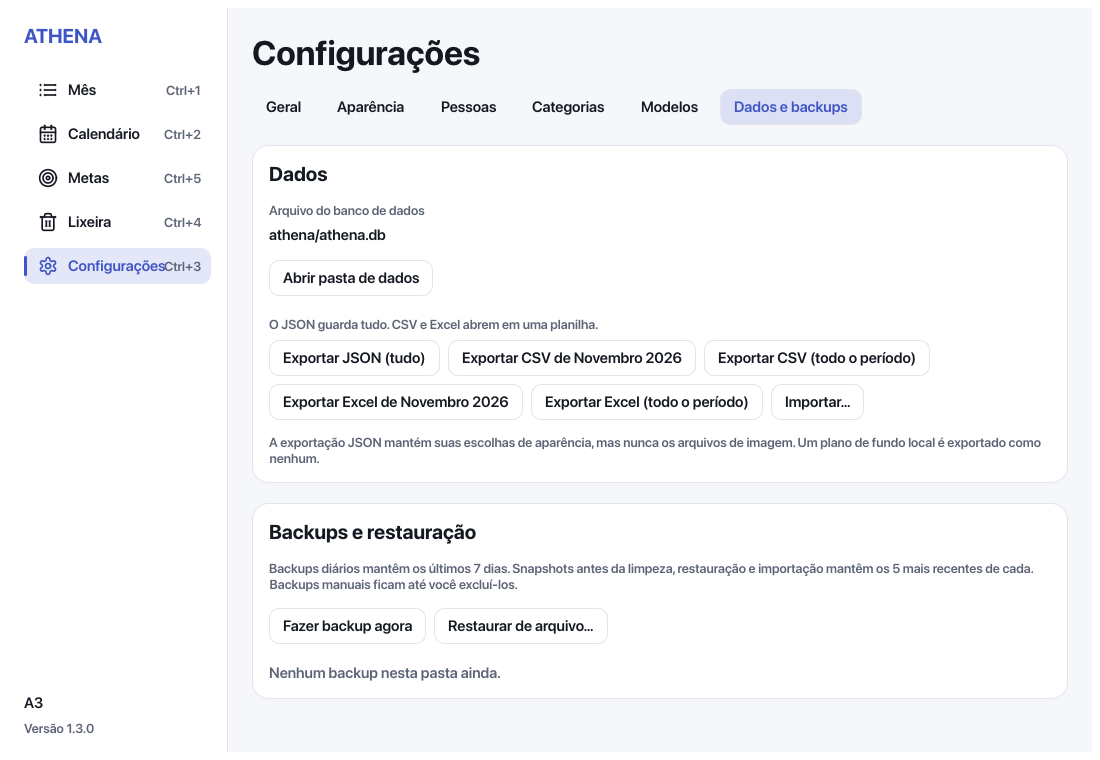 ATHENA
Mês Ctrl+1
Calendário Ctrl+2
Metas Ctrl+5
Lixeira Ctrl+4
Configurações Ctrl+3
A3
Versão 1.3.0
Configurações
Geral Aparência Pessoas Categorias Modelos Dados e backups
Dados
Arquivo do banco de dados
athena/athena.db
Abrir pasta de dados
O JSON guarda tudo. CSV e Excel abrem em uma planilha.
Exportar JSON (tudo) Exportar CSV de Novembro 2026 Exportar CSV (todo o período)
Exportar Excel de Novembro 2026 Exportar Excel (todo o período) Importar...
A exportação JSON mantém suas escolhas de aparência, mas nunca os arquivos de imagem. Um plano de fundo local é exportado como
nenhum.
Backups e restauração
Backups diários mantêm os últimos 7 dias. Snapshots antes da limpeza, restauração e importação mantêm os 5 mais recentes de cada.
Backups manuais ficam até você excluí-los.
Fazer backup agora Restaurar de arquivo...
Nenhum backup nesta pasta ainda.